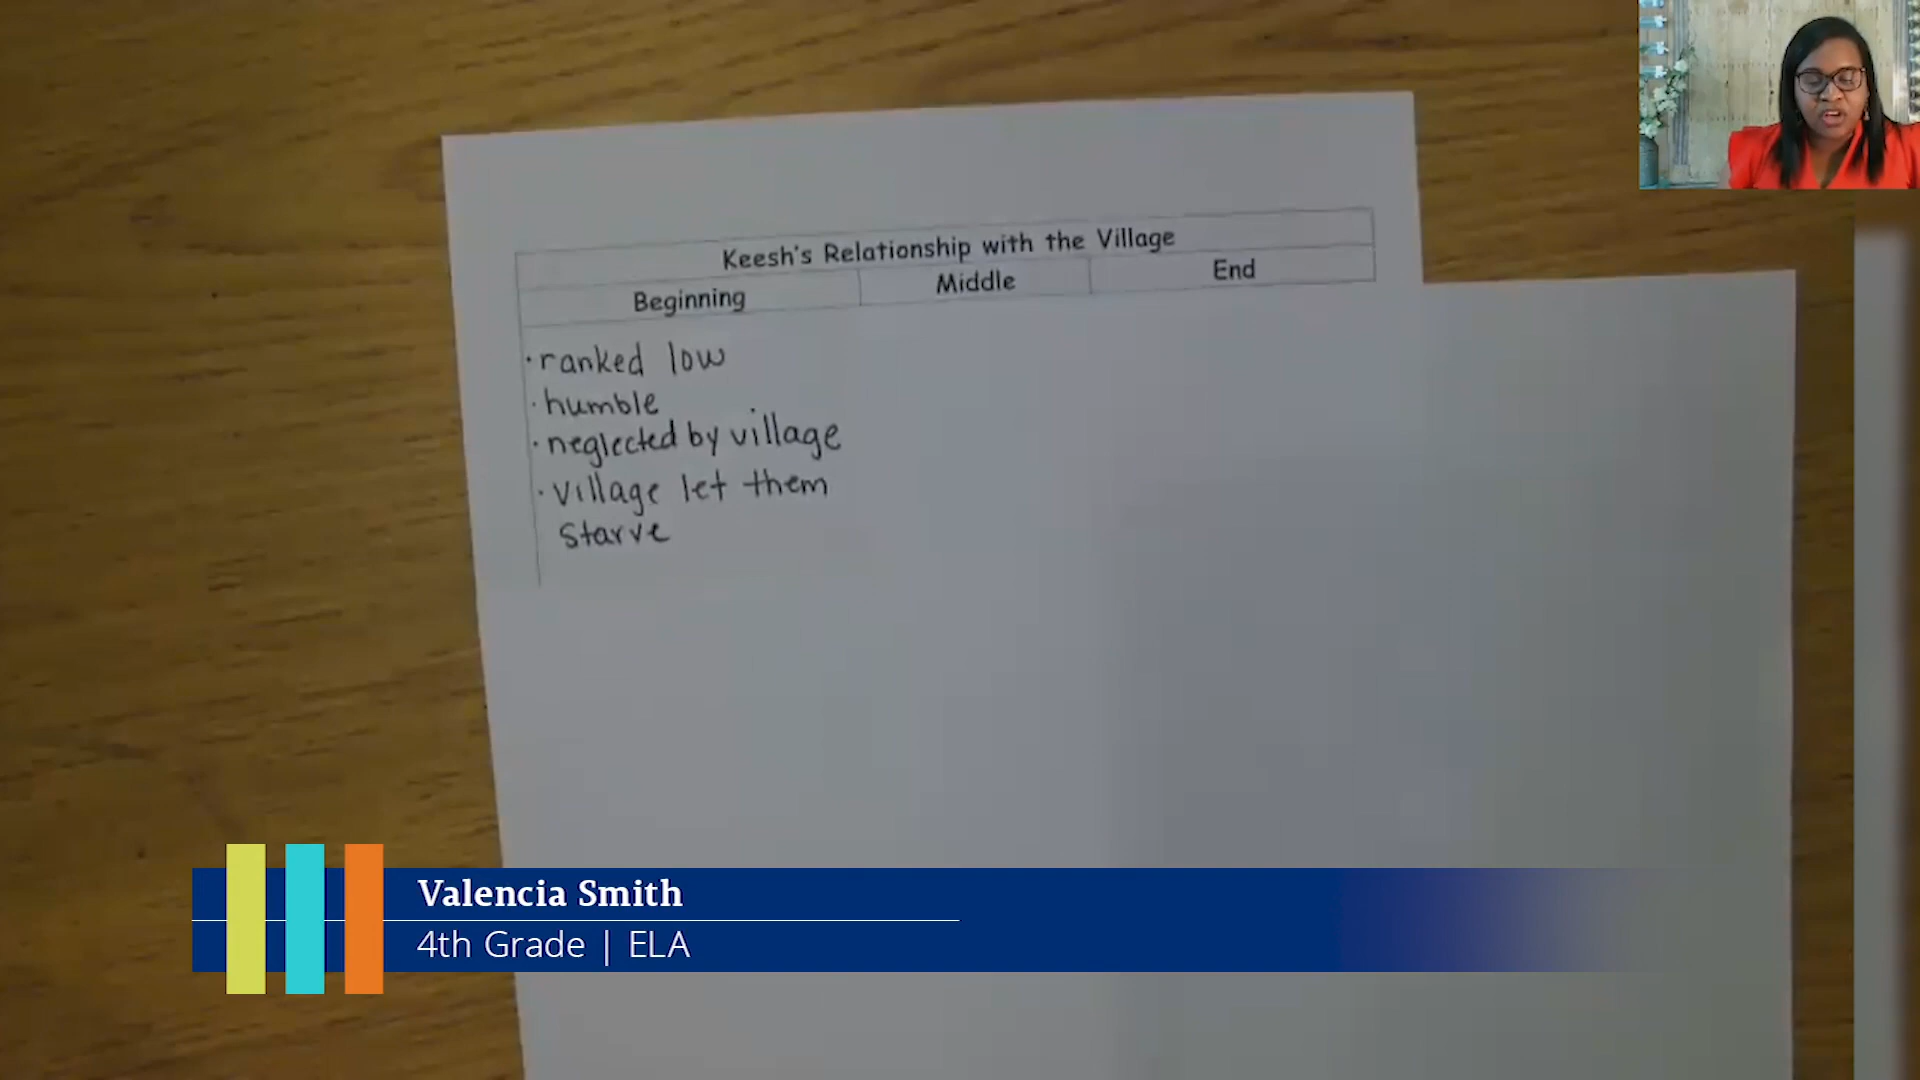 Keesh's Relationship with the Village
Beginning
Middle
End
· ranked low
· humble
· neglected by village
· village let them
starve
Valencia Smith
4th Grade | ELA